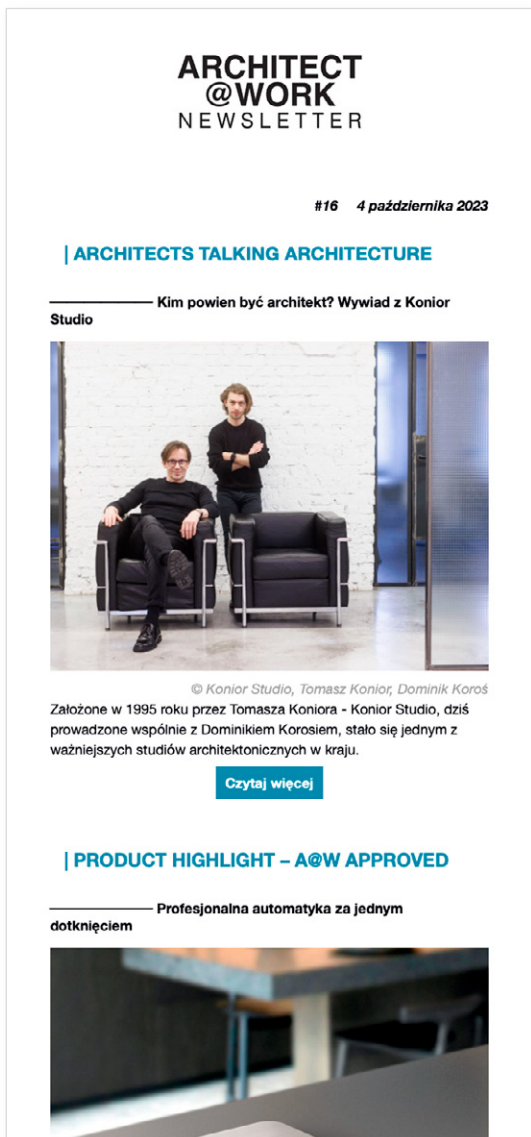 ARCHITECT
@WORK
NEWSLETTER
#16 4 października 2023
| ARCHITECTS TALKING ARCHITECTURE
Kim powien być architekt? Wywiad z Konior
Studio
© Konior Studio, Tomasz Konior, Dominik Koroś
Założone w 1995 roku przez Tomasza Koniora - Konior Studio, dziś
prowadzone wspólnie z Dominikiem Korosiem, stało się jednym z
ważniejszych studiów architektonicznych w kraju.
Czytaj więcej
| PRODUCT HIGHLIGHT – A@W APPROVED
Profesjonalna automatyka za jednym
dotknięciem